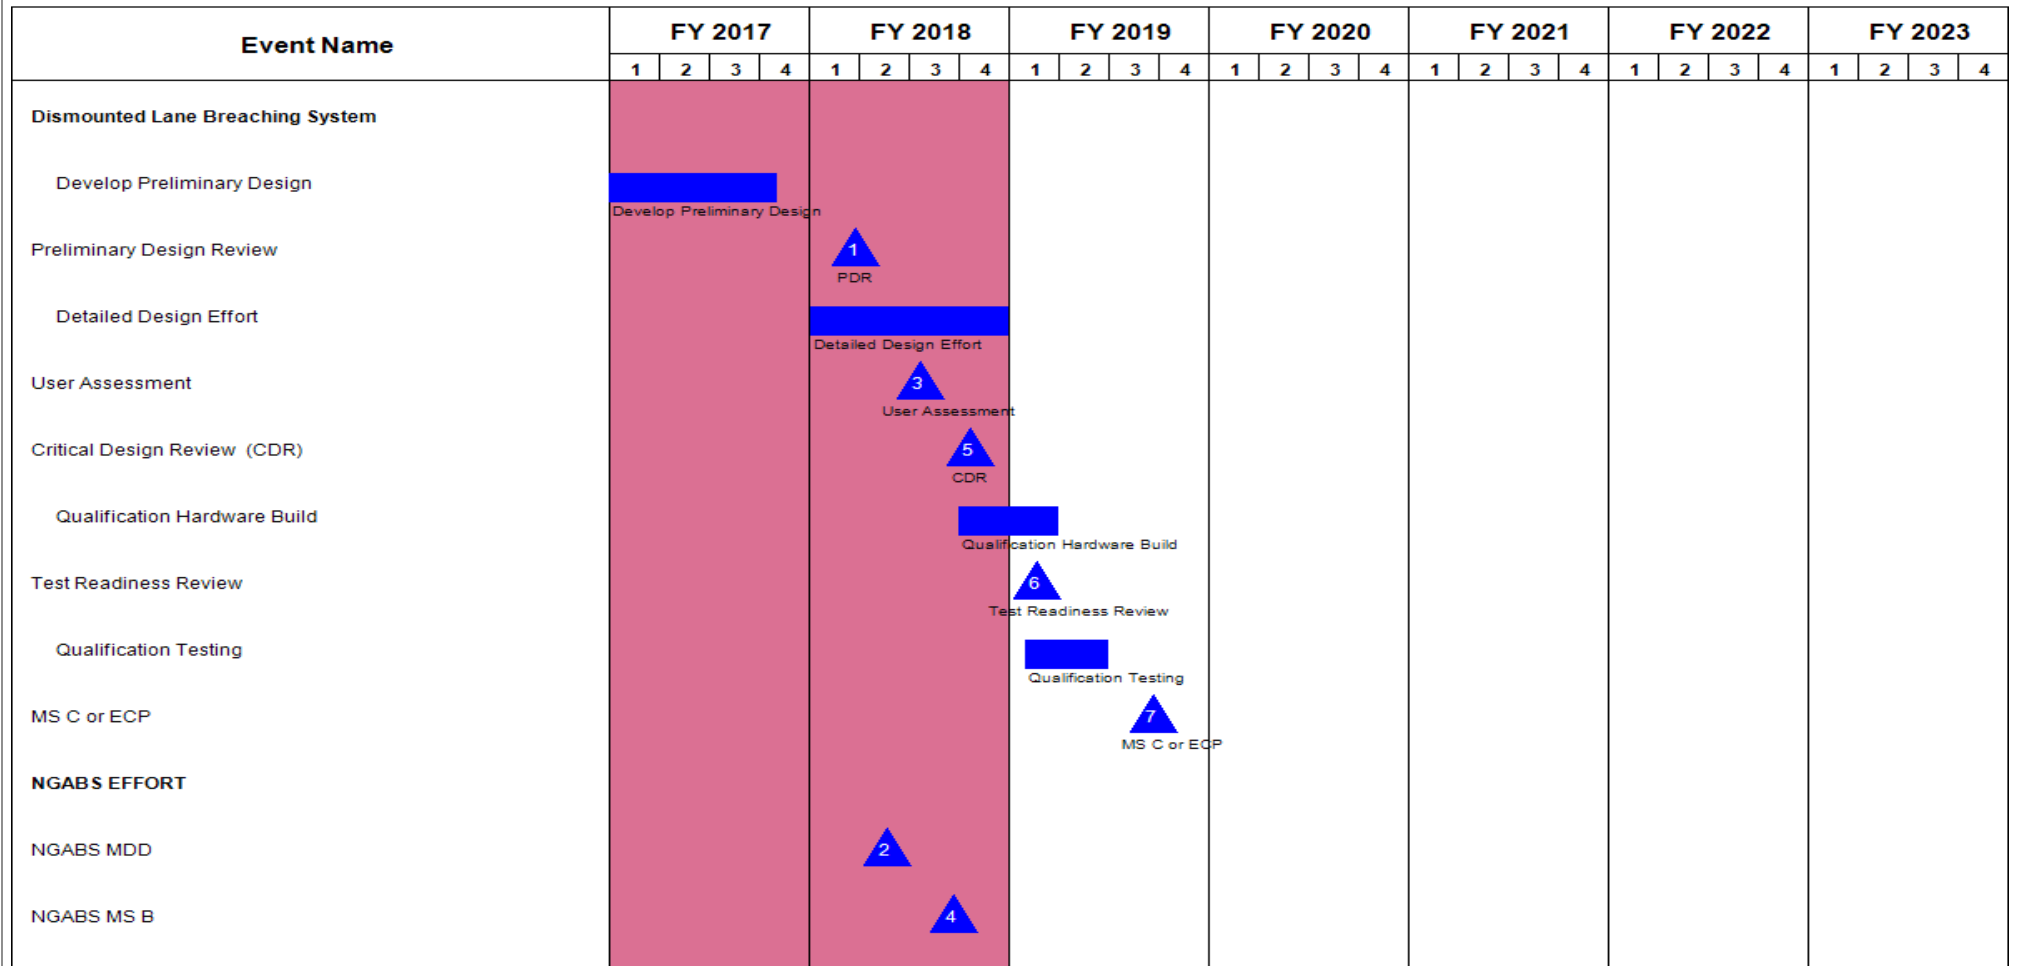 Event Name
FY 2017 FY 2018 FY 2019 FY 2020 FY 2021 FY 2022 FY 2023
1 2 3 4 1 2 3 4 1 2 3 4 1 2 3 4 1 2 3 4 1 2 3 4 1 2 3 4
Dismounted Lane Breaching System
Develop Preliminary Design
Develop Preliminary Design
Preliminary Design Review
1
PDR
Detailed Design Effort
Detailed Design Effort
User Assessment
3
User Assessment
Critical Design Review (CDR)
5
CDR
Qualification Hardware Build
Qualification Hardware Build
Test Readiness Review
6
Test Readiness Review
Qualification Testing
Qualification Testing
MS C or ECP
7
MS C or ECP
NGABS EFFORT
NGABS MDD
2
NGABS MS B
4